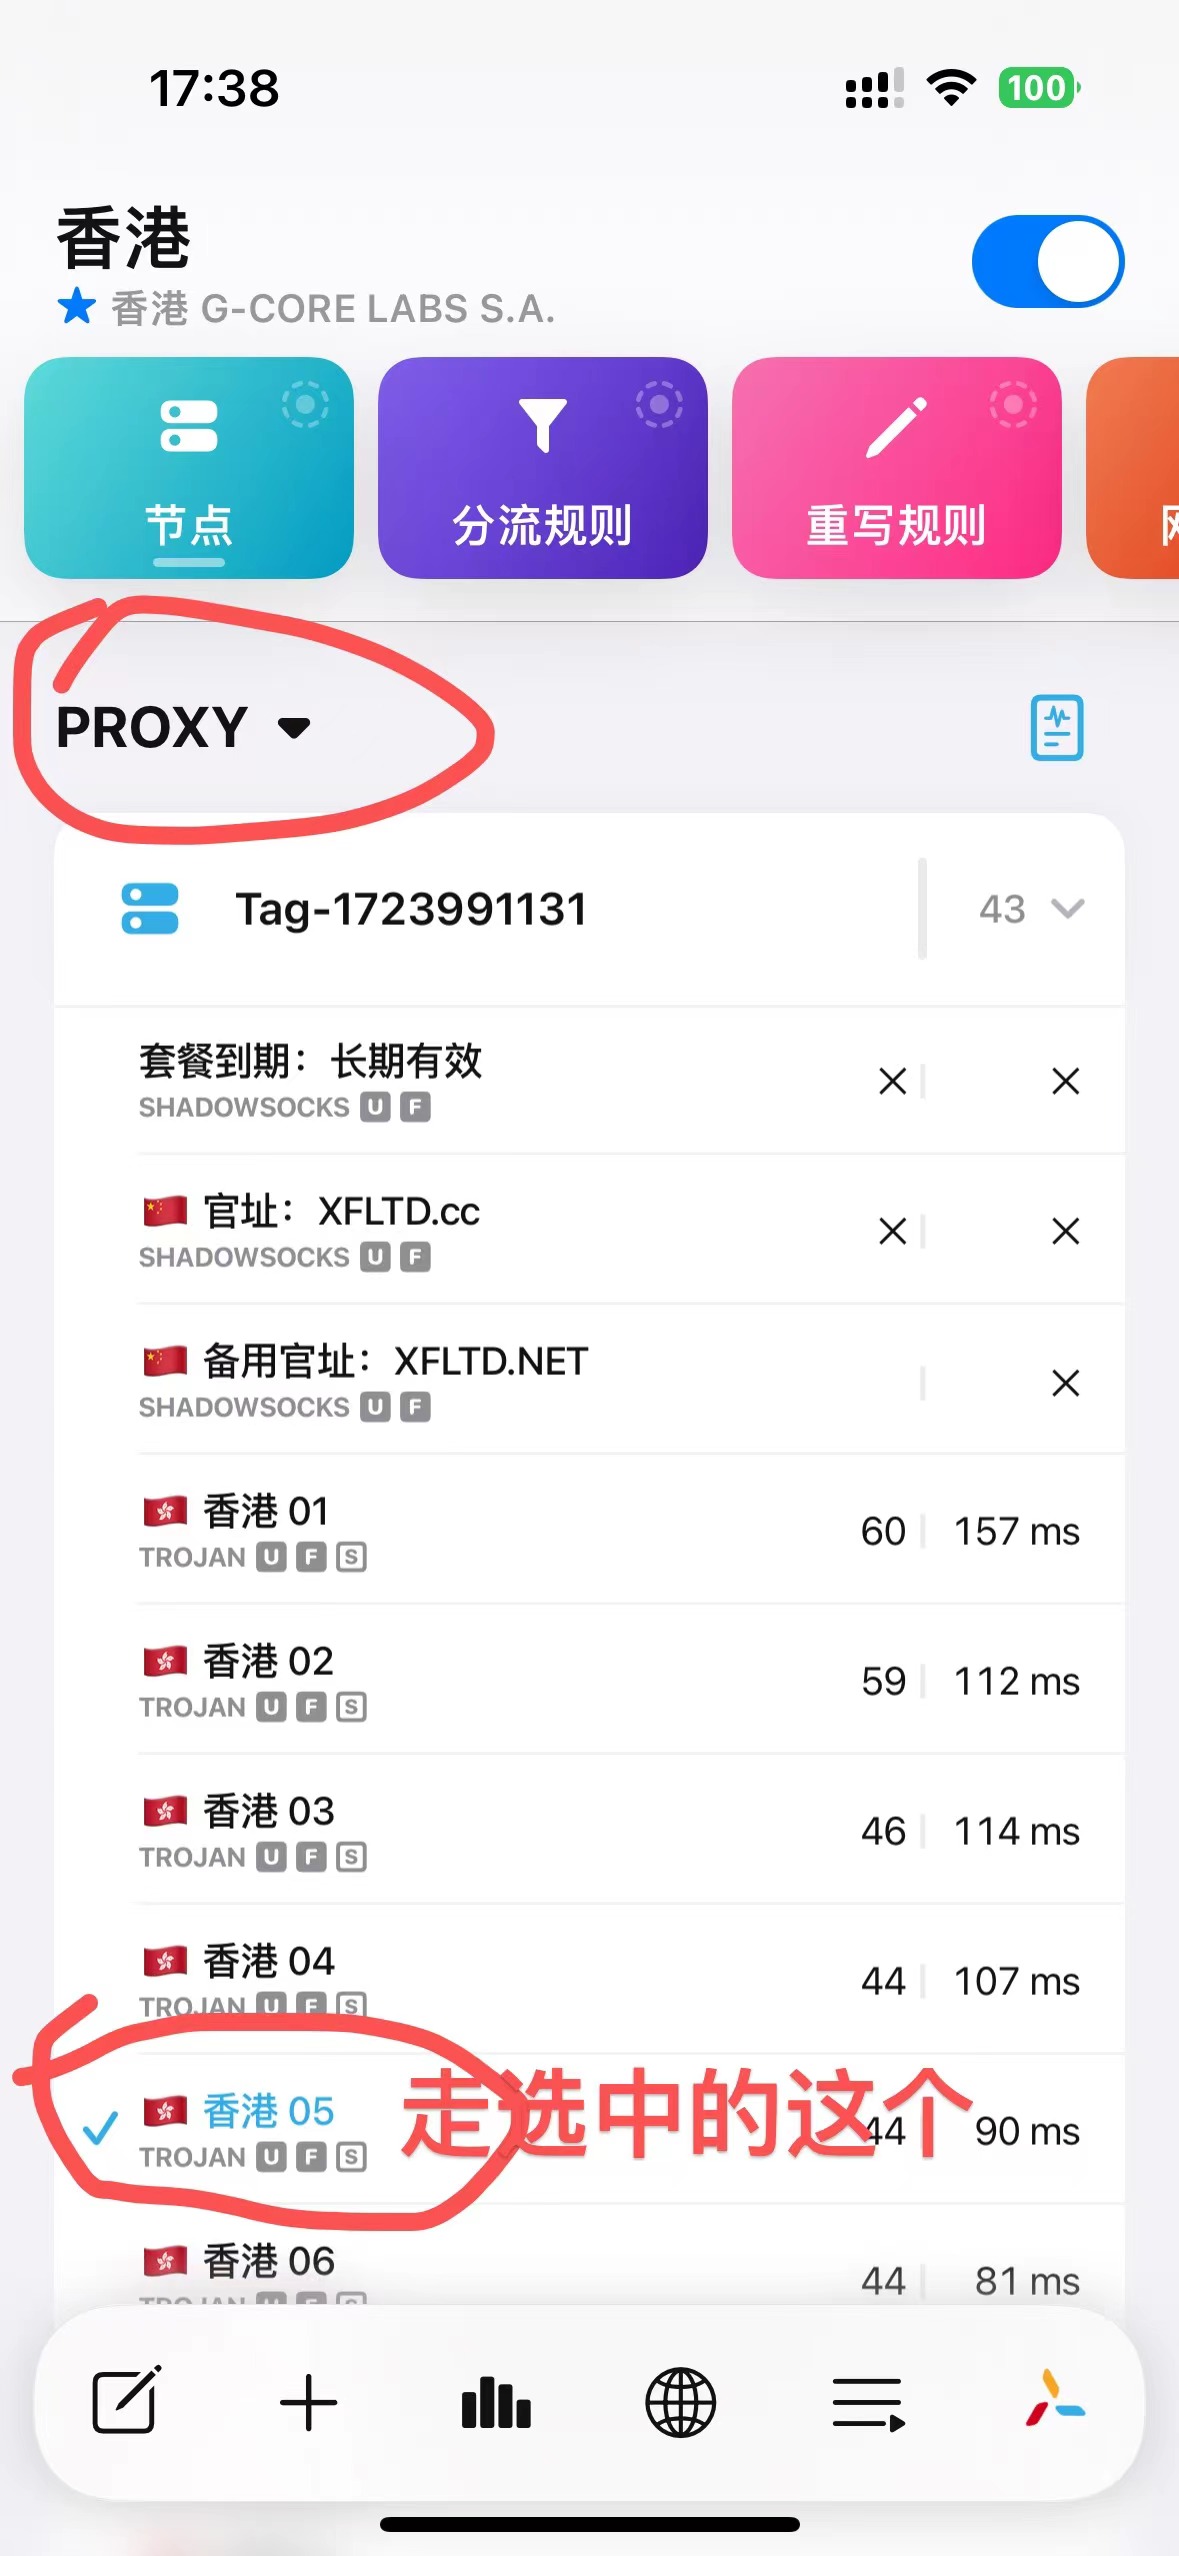 17:38
100
香港
香港 G-CORE LABS S.A.
节点
分流规则
重写规则
PROXY
Tag-1723991131
43
套餐到期：长期有效
SHADOWSOCKS U F
官址：XFLTD.cc
SHADOWSOCKS U F
备用官址：XFLTD.NET
SHADOWSOCKS U F
香港 01
TROJAN U F S
60 157 ms
香港 02
TROJAN U F S
59 112 ms
香港 03
TROJAN U F S
46 114 ms
香港 04
TROJAN U F S
44 107 ms
香港 05
TROJAN U F S
走选中的这个
44 90 ms
香港 06
TROJAN U F S
44 81 ms